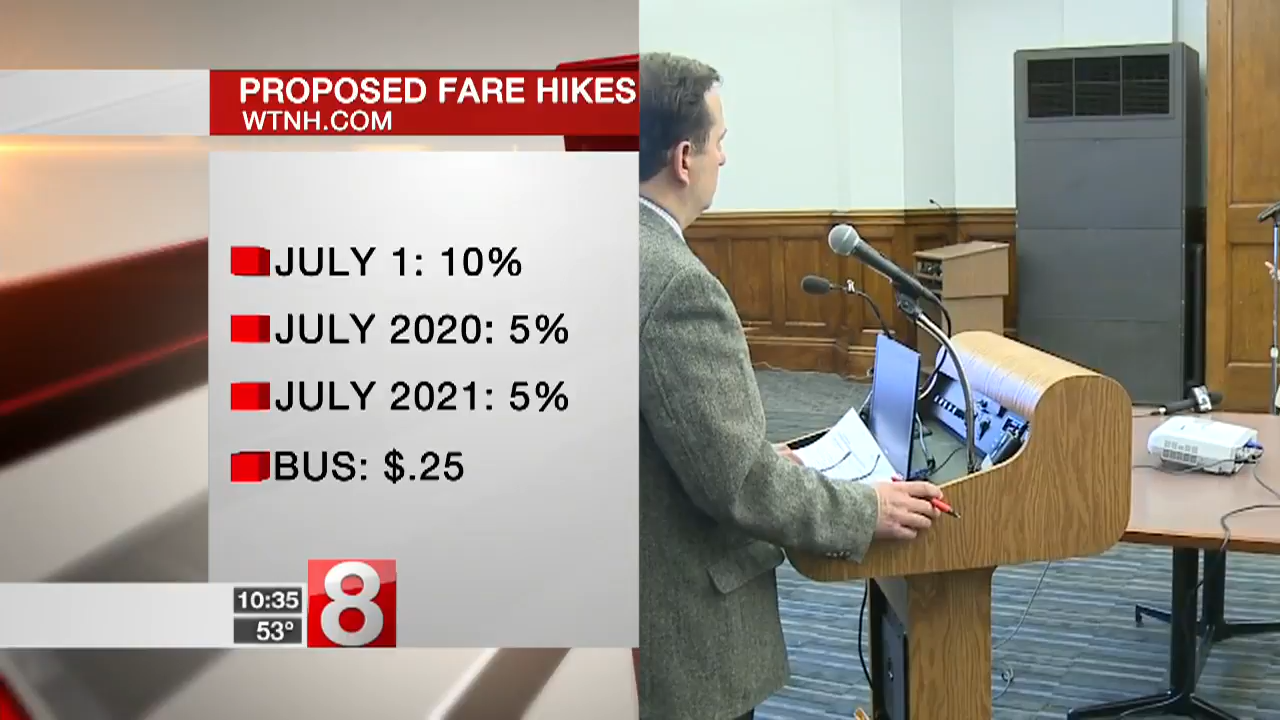 PROPOSED FARE HIKES
WTNH.COM
JULY 1: 10%
JULY 2020: 5%
JULY 2021: 5%
BUS: $.25
10:35
53°
8